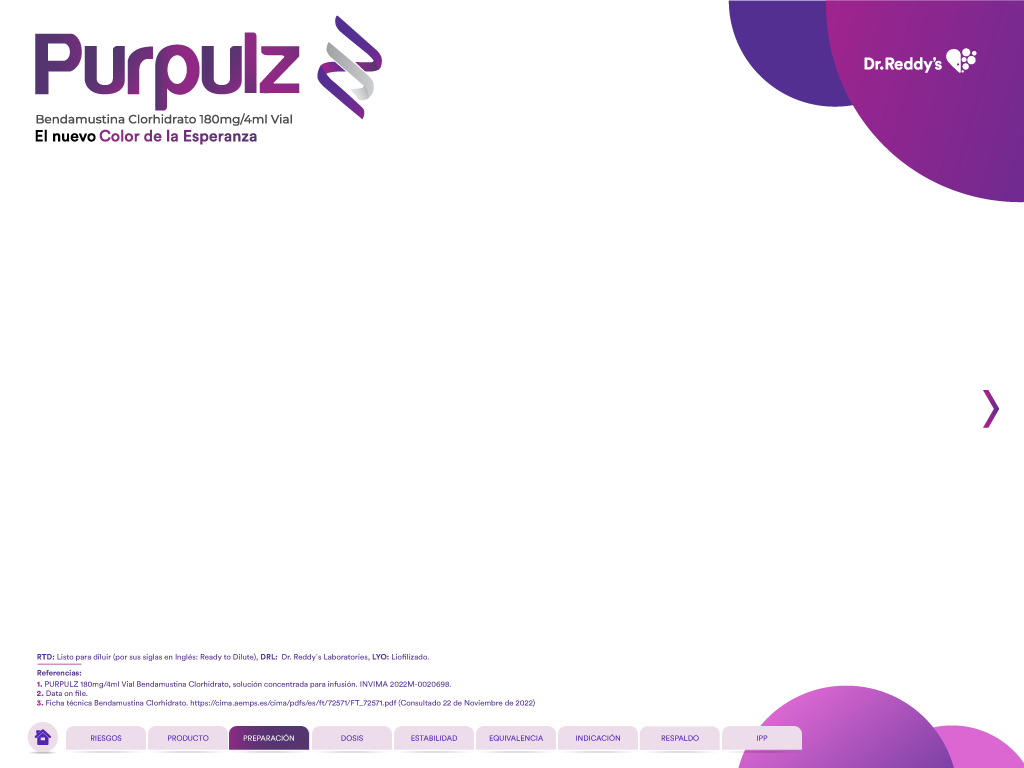 Purpulz
Bendamustina Clorhidrato 180mg/4ml Vial
El nuevo Color de la Esperanza
Dr.Reddy's
RTD: Listo para diluir (por sus siglas en Inglés: Ready to Dilute), DRL: Dr. Reddy´s Laboratories, LYO: Liofilizado.
Referencias:
1. PURPULZ 180mg/4ml Vial Bendamustina Clorhidrato, solución concentrada para infusión. INVIMA 2022M-0020698.
2. Data on file.
3. Ficha técnica Bendamustina Clorhidrato. https://cima.aemps.es/cima/pdfs/es/ft/72571/FT_72571.pdf (Consultado 22 de Noviembre de 2022)
RIESGOS PRODUCTO PREPARACIÓN DOSIS ESTABILIDAD EQUIVALENCIA INDICACIÓN RESPALDO IPP